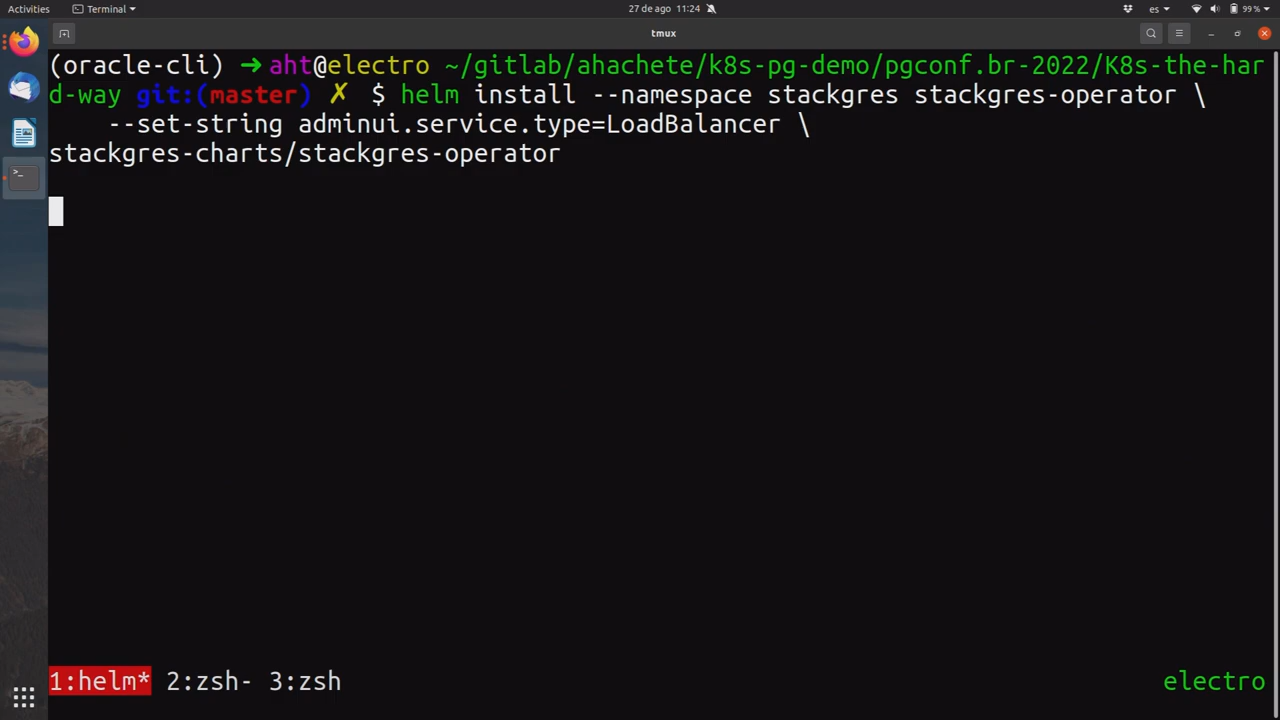 Activities Terminal 27 de ago 11:24 es 99 %
tmux
(oracle-cli) ➜ aht@electro ~/gitlab/ahachete/k8s-pg-demo/pgconf.br-2022/K8s-the-har
d-way git:(master) ✗ $ helm install --namespace stackgres stackgres-operator \
--set-string adminui.service.type=LoadBalancer \
stackgres-charts/stackgres-operator
1:helm* 2:zsh- 3:zsh electro